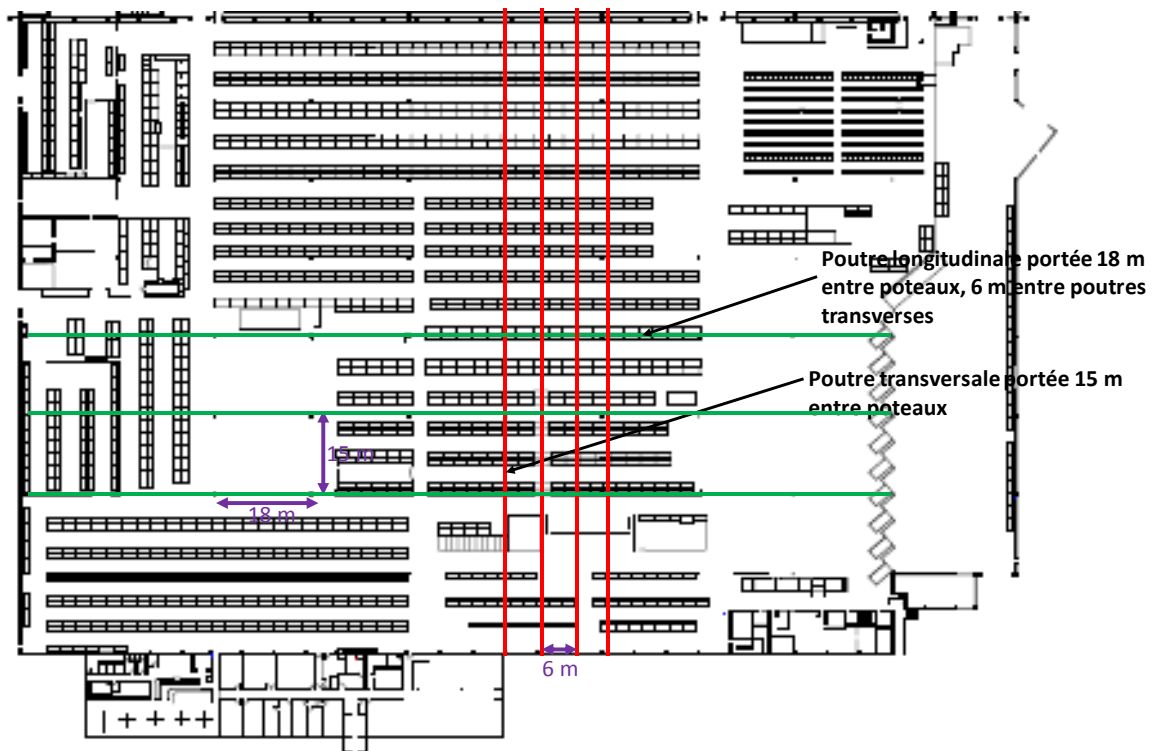 Poutre longitudinale portée 18 m
entre poteaux, 6 m entre poutres
transverses
Poutre transversale portée 15 m
entre poteaux
15 m
18 m
6 m